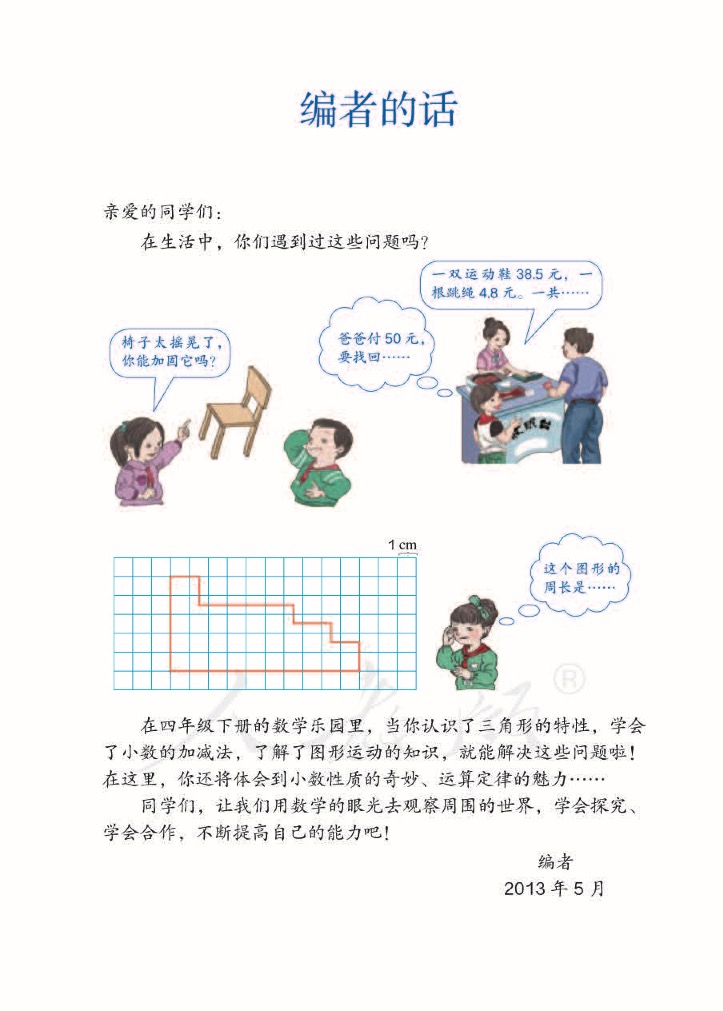 编者的话
亲爱的同学们：
在生活中，你们遇到过这些问题吗？
一双运动鞋 38.5 元，一
根跳绳 4.8 元。一共……
爸爸付 50 元，
要找回……
椅子太摇晃了，
你能加固它吗？
收银台
1 cm
这个图形的
周长是……
在四年级下册的数学乐园里，当你认识了三角形的特性，学会
了小数的加减法，了解了图形运动的知识，就能解决这些问题啦！
在这里，你还将体会到小数性质的奇妙、运算定律的魅力……
同学们，让我们用数学的眼光去观察周围的世界，学会探究、
学会合作，不断提高自己的能力吧！
编者
2013 年 5 月